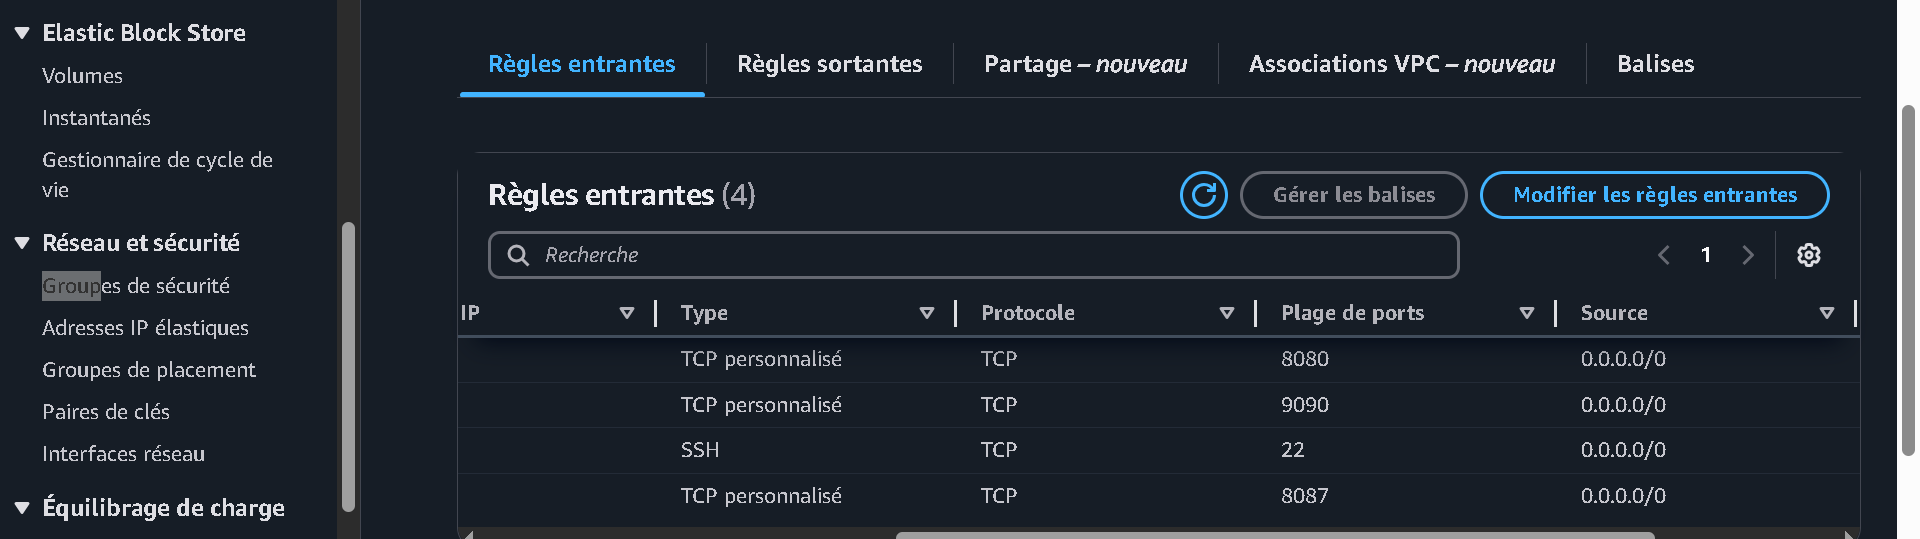 Elastic Block Store
Volumes
Instantanés
Gestionnaire de cycle de
vie
Réseau et sécurité
Groupes de sécurité
Adresses IP élastiques
Groupes de placement
Paires de clés
Interfaces réseau
Équilibrage de charge
Règles entrantes
Règles sortantes
Partage – nouveau
Associations VPC – nouveau
Balises
Règles entrantes (4)
Gérer les balises
Modifier les règles entrantes
Recherche
1
IP Type Protocole Plage de ports Source
TCP personnalisé TCP 8080 0.0.0.0/0
TCP personnalisé TCP 9090 0.0.0.0/0
SSH TCP 22 0.0.0.0/0
TCP personnalisé TCP 8087 0.0.0.0/0